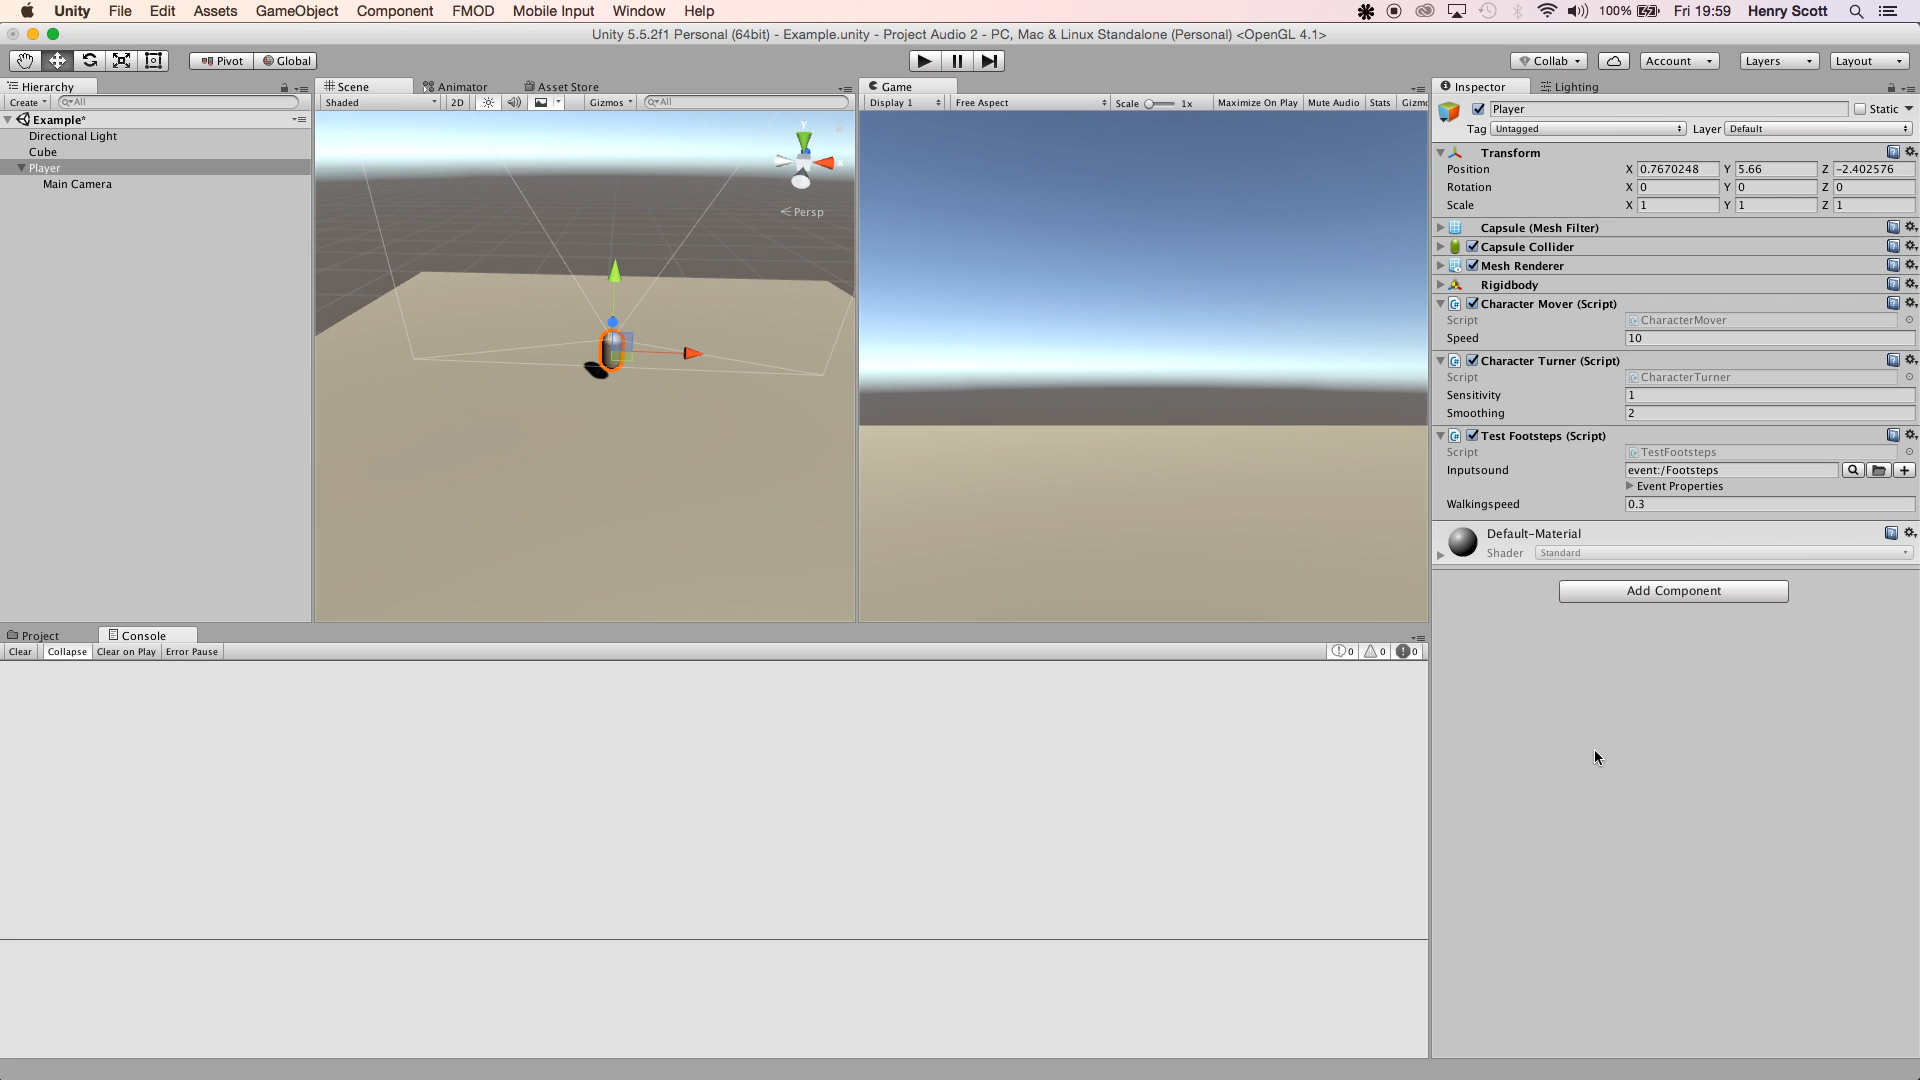 Unity File Edit Assets GameObject Component FMOD Mobile Input Window Help 100% Fri 19:59 Henry Scott
Unity 5.5.2f1 Personal (64bit) - Example.unity - Project Audio 2 - PC, Mac & Linux Standalone (Personal) <OpenGL 4.1>
Pivot Global Collab Account Layers Layout
Hierarchy Scene Animator Asset Store Game Inspector Lighting
Create All Shaded 2D Gizmos All Display 1 Free Aspect Scale 1x Maximize On Play Mute Audio Stats Gizmo
Example*
Directional Light
Cube
Player
Main Camera
y
x
Persp
Player Static
Tag Untagged Layer Default
Transform
Position X 0.7670248 Y 5.66 Z -2.402576
Rotation X 0 Y 0 Z 0
Scale X 1 Y 1 Z 1
Capsule (Mesh Filter)
Capsule Collider
Mesh Renderer
Rigidbody
Character Mover (Script)
Script CharacterMover
Speed 10
Character Turner (Script)
Script CharacterTurner
Sensitivity 1
Smoothing 2
Test Footsteps (Script)
Script TestFootsteps
Inputsound event:/Footsteps
Event Properties
Walkingspeed 0.3
Default-Material
Shader Standard
Add Component
Project Console
Clear Collapse Clear on Play Error Pause 0 0 0